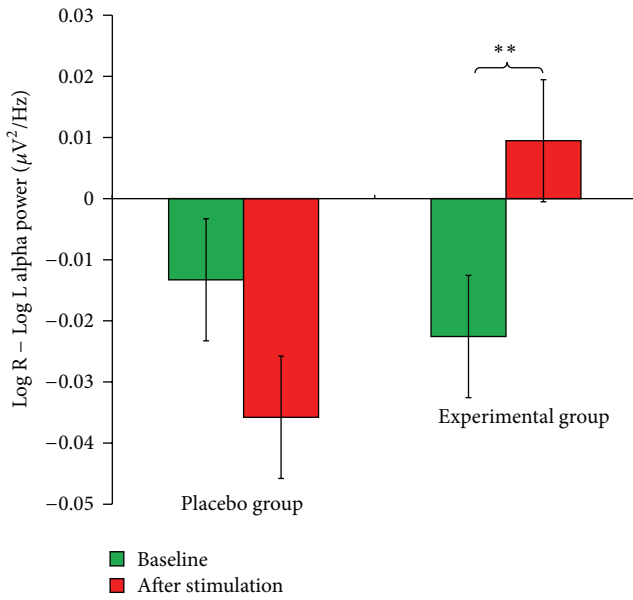 Log R − Log L alpha power (μV²/Hz)
0.03
0.02
0.01
0
−0.01
−0.02
−0.03
−0.04
−0.05
**
Experimental group
Placebo group
Baseline
After stimulation